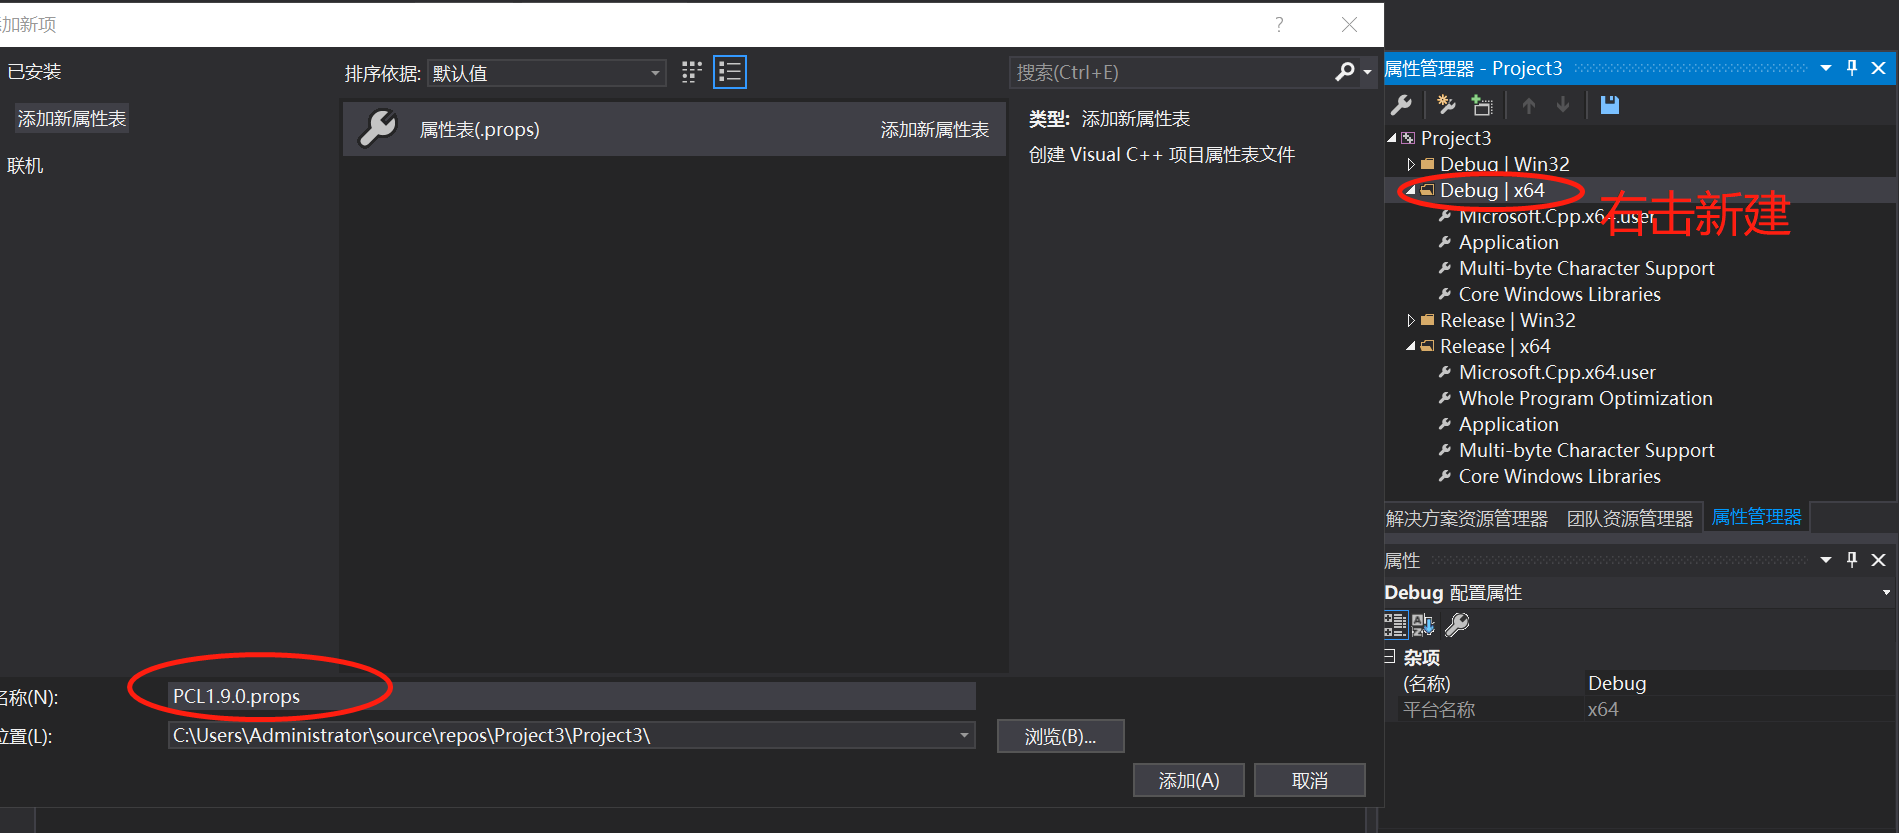 加新项
已安装
添加新属性表
联机
排序依据: 默认值
搜索(Ctrl+E)
属性表(.props) 添加新属性表
类型: 添加新属性表
创建 Visual C++ 项目属性表文件
名称(N): PCL1.9.0.props
位置(L): C:\Users\Administrator\source\repos\Project3\Project3\
浏览(B)...
添加(A) 取消
属性管理器 - Project3
Project3
Debug | Win32
Debug | x64
右击新建
Microsoft.Cpp.x64.user
Application
Multi-byte Character Support
Core Windows Libraries
Release | Win32
Release | x64
Microsoft.Cpp.x64.user
Whole Program Optimization
Application
Multi-byte Character Support
Core Windows Libraries
解决方案资源管理器 团队资源管理器 属性管理器
属性
Debug 配置属性
杂项
(名称) Debug
平台名称 x64